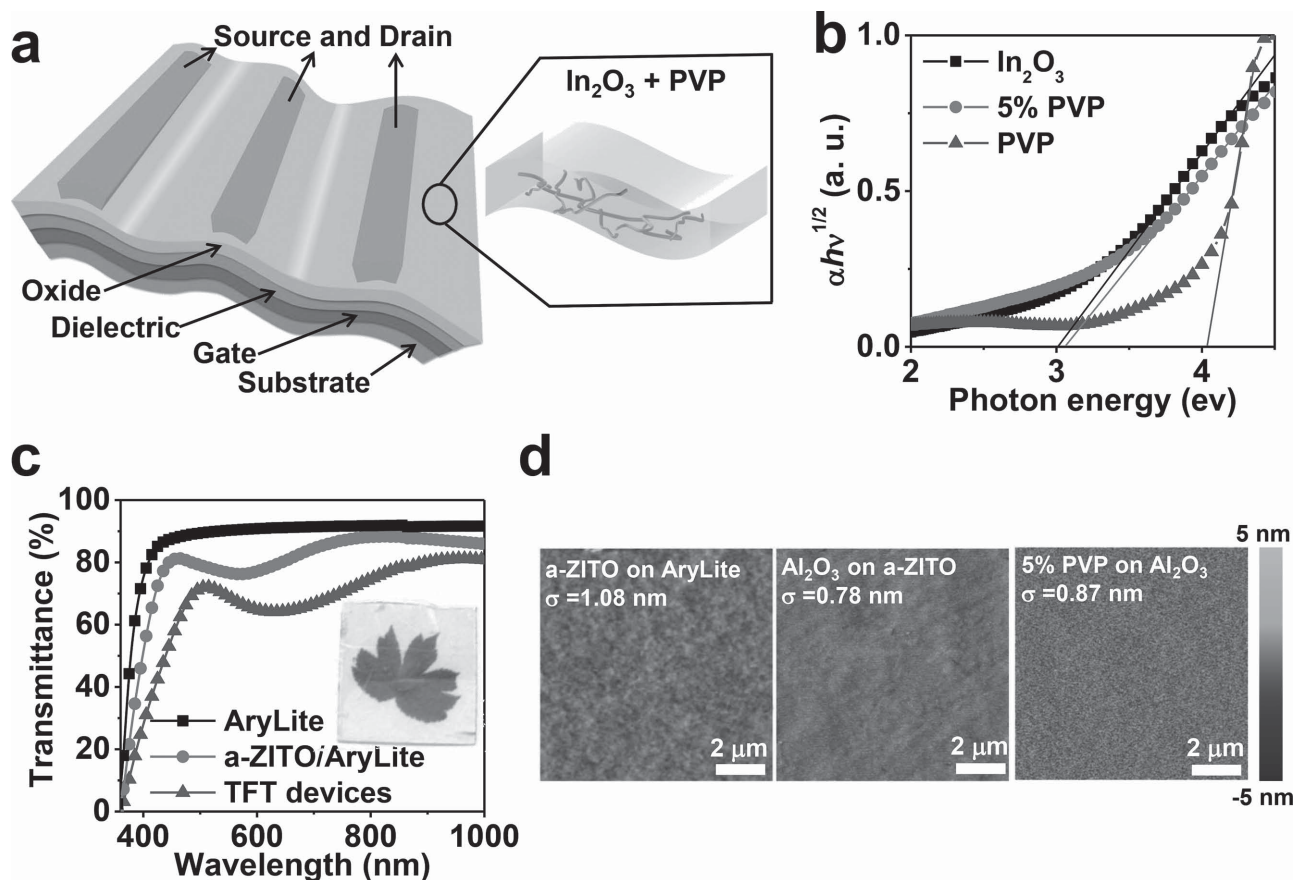 a
Source and Drain
In₂O₃ + PVP
Oxide
Dielectric
Gate
Substrate
b
1.0
0.5
0.0
αhν^1/2 (a. u.)
In₂O₃
5% PVP
PVP
2
3
4
Photon energy (ev)
c
100
80
60
40
20
0
Transmittance (%)
AryLite
a-ZITO/AryLite
TFT devices
400
600
800
1000
Wavelength (nm)
d
a-ZITO on AryLite
σ =1.08 nm
2 μm
Al₂O₃ on a-ZITO
σ =0.78 nm
2 μm
5% PVP on Al₂O₃
σ =0.87 nm
2 μm
5 nm
-5 nm